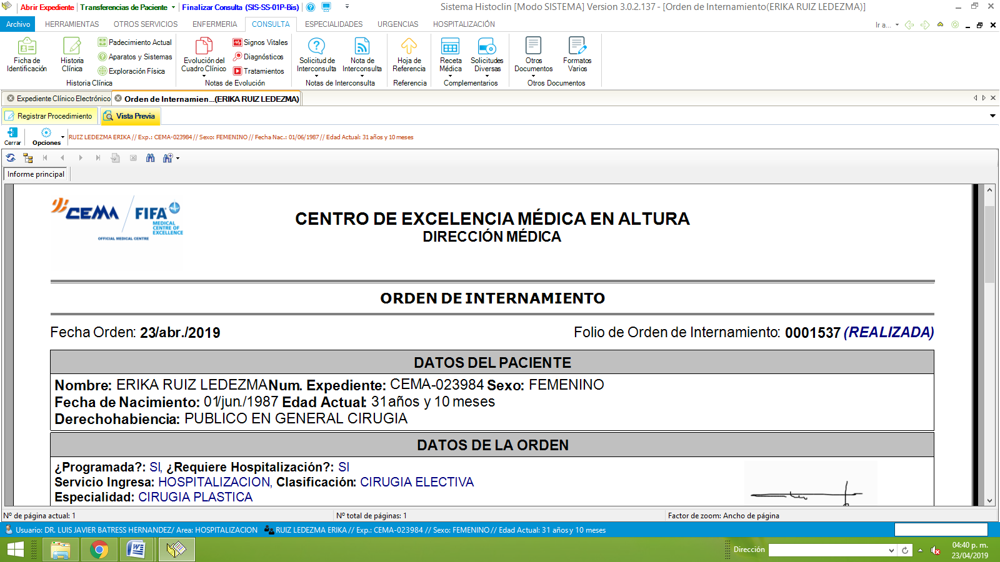 Abrir Expediente Transferencias de Paciente Finalizar Consulta (SIS-SS-01P-Bis) Sistema Histoclin [Modo SISTEMA] Version 3.0.2.137 - [Orden de Internamiento(ERIKA RUIZ LEDEZMA)]
Archivo HERRAMIENTAS OTROS SERVICIOS ENFERMERIA CONSULTA ESPECIALIDADES URGENCIAS HOSPITALIZACIÓN Ir a...
Ficha de Identificación
Historia Clínica
Padecimiento Actual
Aparatos y Sistemas
Exploración Física
Historia Clínica
Evolución del Cuadro Clínico
Signos Vitales
Diagnósticos
Tratamientos
Notas de Evolución
Solicitud de Interconsulta
Nota de Interconsulta
Notas de Interconsulta
Hoja de Referencia
Referencia
Receta Médica
Solicitudes Diversas
Complementarios
Otros Documentos
Formatos Varios
Otros Documentos
Expediente Clínico Electrónico Orden de Internamien...(ERIKA RUIZ LEDEZMA)
Registrar Procedimiento Vista Previa
Cerrar Opciones RUIZ LEDEZMA ERIKA // Exp.: CEMA-023984 // Sexo: FEMENINO // Fecha Nac.: 01/06/1987 // Edad Actual: 31 años y 10 meses
Informe principal
CEMA FIFA
MEDICAL CENTRE OF EXCELLENCE
OFFICIAL MEDICAL CENTRE
CENTRO DE EXCELENCIA MÉDICA EN ALTURA
DIRECCIÓN MÉDICA
ORDEN DE INTERNAMIENTO
Fecha Orden: 23/abr./2019 Folio de Orden de Internamiento: 0001537 (REALIZADA)
DATOS DEL PACIENTE
Nombre: ERIKA RUIZ LEDEZMA Num. Expediente: CEMA-023984 Sexo: FEMENINO
Fecha de Nacimiento: 01/jun./1987 Edad Actual: 31 años y 10 meses
Derechohabiencia: PUBLICO EN GENERAL CIRUGIA
DATOS DE LA ORDEN
¿Programada?: SI, ¿Requiere Hospitalización?: SI
Servicio Ingresa: HOSPITALIZACION, Clasificación: CIRUGIA ELECTIVA
Especialidad: CIRUGIA PLASTICA
Nº de página actual: 1 Nº total de páginas: 1 Factor de zoom: Ancho de página
Usuario: DR. LUIS JAVIER BATRESS HERNANDEZ/ Area: HOSPITALIZACION RUIZ LEDEZMA ERIKA // Exp.: CEMA-023984 // Sexo: FEMENINO // Edad Actual: 31 años y 10 meses
Dirección
04:40 p. m.
23/04/2019